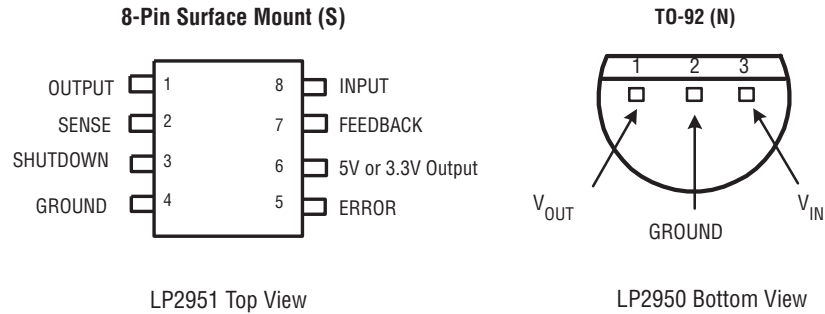 8-Pin Surface Mount (S)
OUTPUT 1 8 INPUT
SENSE 2 7 FEEDBACK
SHUTDOWN 3 6 5V or 3.3V Output
GROUND 4 5 ERROR
LP2951 Top View
TO-92 (N)
1 2 3
VOUT
GROUND
VIN
LP2950 Bottom View